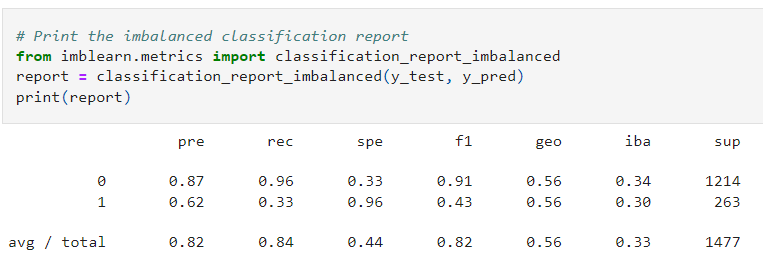 # Print the imbalanced classification report
from imblearn.metrics import classification_report_imbalanced
report = classification_report_imbalanced(y_test, y_pred)
print(report)
pre rec spe f1 geo iba sup
0 0.87 0.96 0.33 0.91 0.56 0.34 1214
1 0.62 0.33 0.96 0.43 0.56 0.30 263
avg / total 0.82 0.84 0.44 0.82 0.56 0.33 1477